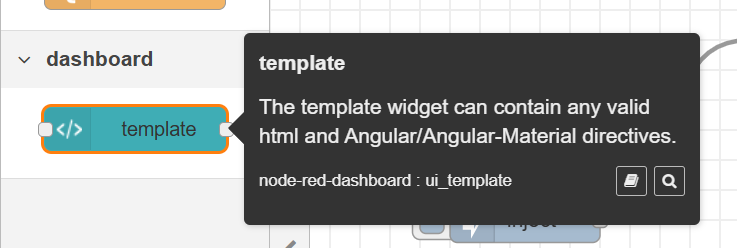 dashboard
template
template
The template widget can contain any valid
html and Angular/Angular-Material directives.
node-red-dashboard : ui_template